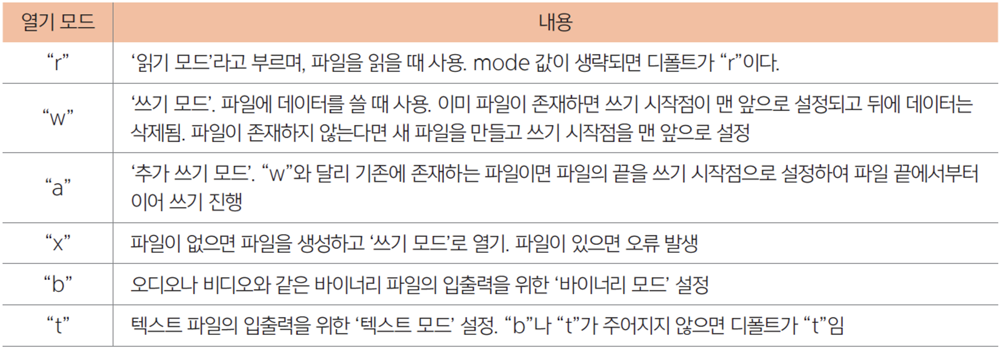 열기 모드
내용
“r”
‘읽기 모드’라고 부르며, 파일을 읽을 때 사용. mode 값이 생략되면 디폴트가 “r”이다.
“w”
‘쓰기 모드’. 파일에 데이터를 쓸 때 사용. 이미 파일이 존재하면 쓰기 시작점이 맨 앞으로 설정되고 뒤에 데이터는
삭제됨. 파일이 존재하지 않는다면 새 파일을 만들고 쓰기 시작점을 맨 앞으로 설정
“a”
‘추가 쓰기 모드’. “w”와 달리 기존에 존재하는 파일이면 파일의 끝을 쓰기 시작점으로 설정하여 파일 끝에서부터
이어 쓰기 진행
“x”
파일이 없으면 파일을 생성하고 ‘쓰기 모드’로 열기. 파일이 있으면 오류 발생
“b”
오디오나 비디오와 같은 바이너리 파일의 입출력을 위한 ‘바이너리 모드’ 설정
“t”
텍스트 파일의 입출력을 위한 ‘텍스트 모드’ 설정. “b”나 “t”가 주어지지 않으면 디폴트가 “t”임